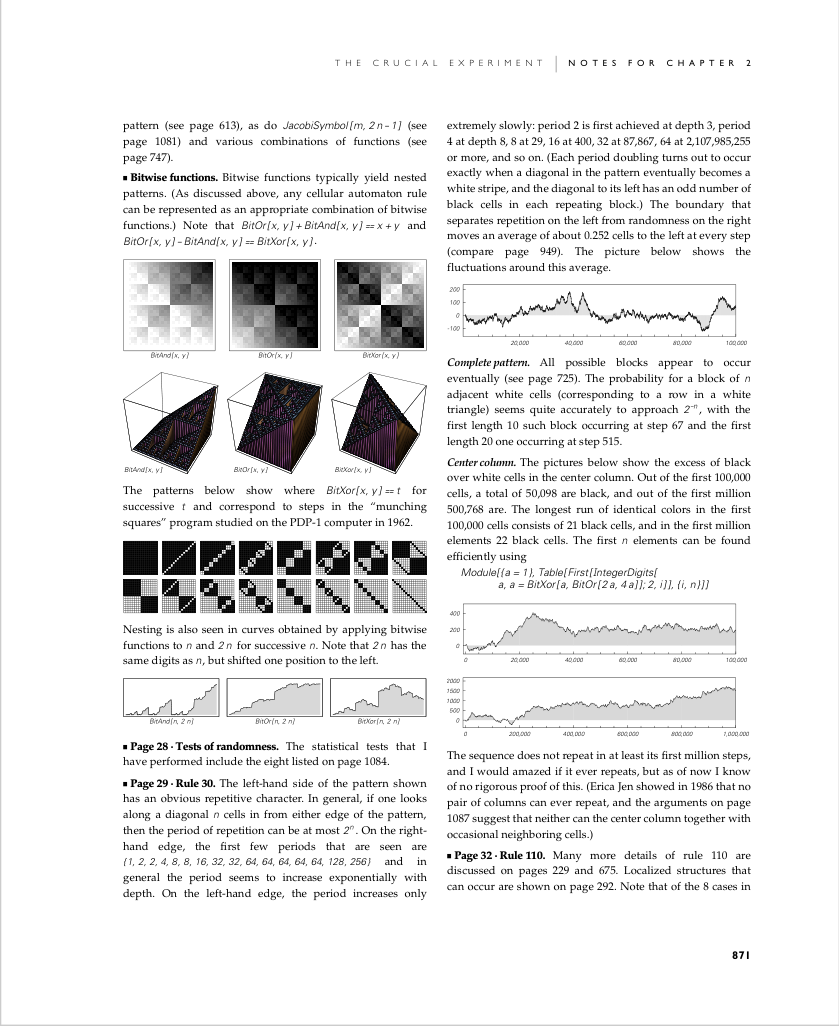 THE CRUCIAL EXPERIMENT | NOTES FOR CHAPTER 2
pattern (see page 613), as do JacobiSymbol[m, 2 n - 1] (see
page 1081) and various combinations of functions (see
page 747).
▪ Bitwise functions. Bitwise functions typically yield nested
patterns. (As discussed above, any cellular automaton rule
can be represented as an appropriate combination of bitwise
functions.) Note that BitOr[x, y] + BitAnd[x, y] == x + y and
BitOr[x, y] - BitAnd[x, y] == BitXor[x, y].
BitAnd[x, y]
BitOr[x, y]
BitXor[x, y]
BitAnd[x, y]
BitOr[x, y]
BitXor[x, y]
The patterns below show where BitXor[x, y] == t for
successive t and correspond to steps in the “munching
squares” program studied on the PDP-1 computer in 1962.
Nesting is also seen in curves obtained by applying bitwise
functions to n and 2 n for successive n. Note that 2 n has the
same digits as n, but shifted one position to the left.
BitAnd[n, 2 n]
BitOr[n, 2 n]
BitXor[n, 2 n]
▪ Page 28 · Tests of randomness. The statistical tests that I
have performed include the eight listed on page 1084.
▪ Page 29 · Rule 30. The left-hand side of the pattern shown
has an obvious repetitive character. In general, if one looks
along a diagonal n cells in from either edge of the pattern,
then the period of repetition can be at most 2ⁿ. On the right-
hand edge, the first few periods that are seen are
{1, 2, 2, 4, 8, 8, 16, 32, 32, 64, 64, 64, 64, 64, 128, 256} and in
general the period seems to increase exponentially with
depth. On the left-hand edge, the period increases only
extremely slowly: period 2 is first achieved at depth 3, period
4 at depth 8, 8 at 29, 16 at 400, 32 at 87,867, 64 at 2,107,985,255
or more, and so on. (Each period doubling turns out to occur
exactly when a diagonal in the pattern eventually becomes a
white stripe, and the diagonal to its left has an odd number of
black cells in each repeating block.) The boundary that
separates repetition on the left from randomness on the right
moves an average of about 0.252 cells to the left at every step
(compare page 949). The picture below shows the
fluctuations around this average.
200
100
0
-100
20,000 40,000 60,000 80,000 100,000
Complete pattern. All possible blocks appear to occur
eventually (see page 725). The probability for a block of n
adjacent white cells (corresponding to a row in a white
triangle) seems quite accurately to approach 2⁻ⁿ, with the
first length 10 such block occurring at step 67 and the first
length 20 one occurring at step 515.
Center column. The pictures below show the excess of black
over white cells in the center column. Out of the first 100,000
cells, a total of 50,098 are black, and out of the first million
500,768 are. The longest run of identical colors in the first
100,000 cells consists of 21 black cells, and in the first million
elements 22 black cells. The first n elements can be found
efficiently using
Module[{a = 1}, Table[First[IntegerDigits[
a, a = BitXor[a, BitOr[2 a, 4 a]]; 2, i]], {i, n}]]
400
200
0
0 20,000 40,000 60,000 80,000 100,000
2000
1500
1000
500
0
0 200,000 400,000 600,000 800,000 1,000,000
The sequence does not repeat in at least its first million steps,
and I would amazed if it ever repeats, but as of now I know
of no rigorous proof of this. (Erica Jen showed in 1986 that no
pair of columns can ever repeat, and the arguments on page
1087 suggest that neither can the center column together with
occasional neighboring cells.)
▪ Page 32 · Rule 110. Many more details of rule 110 are
discussed on pages 229 and 675. Localized structures that
can occur are shown on page 292. Note that of the 8 cases in
871